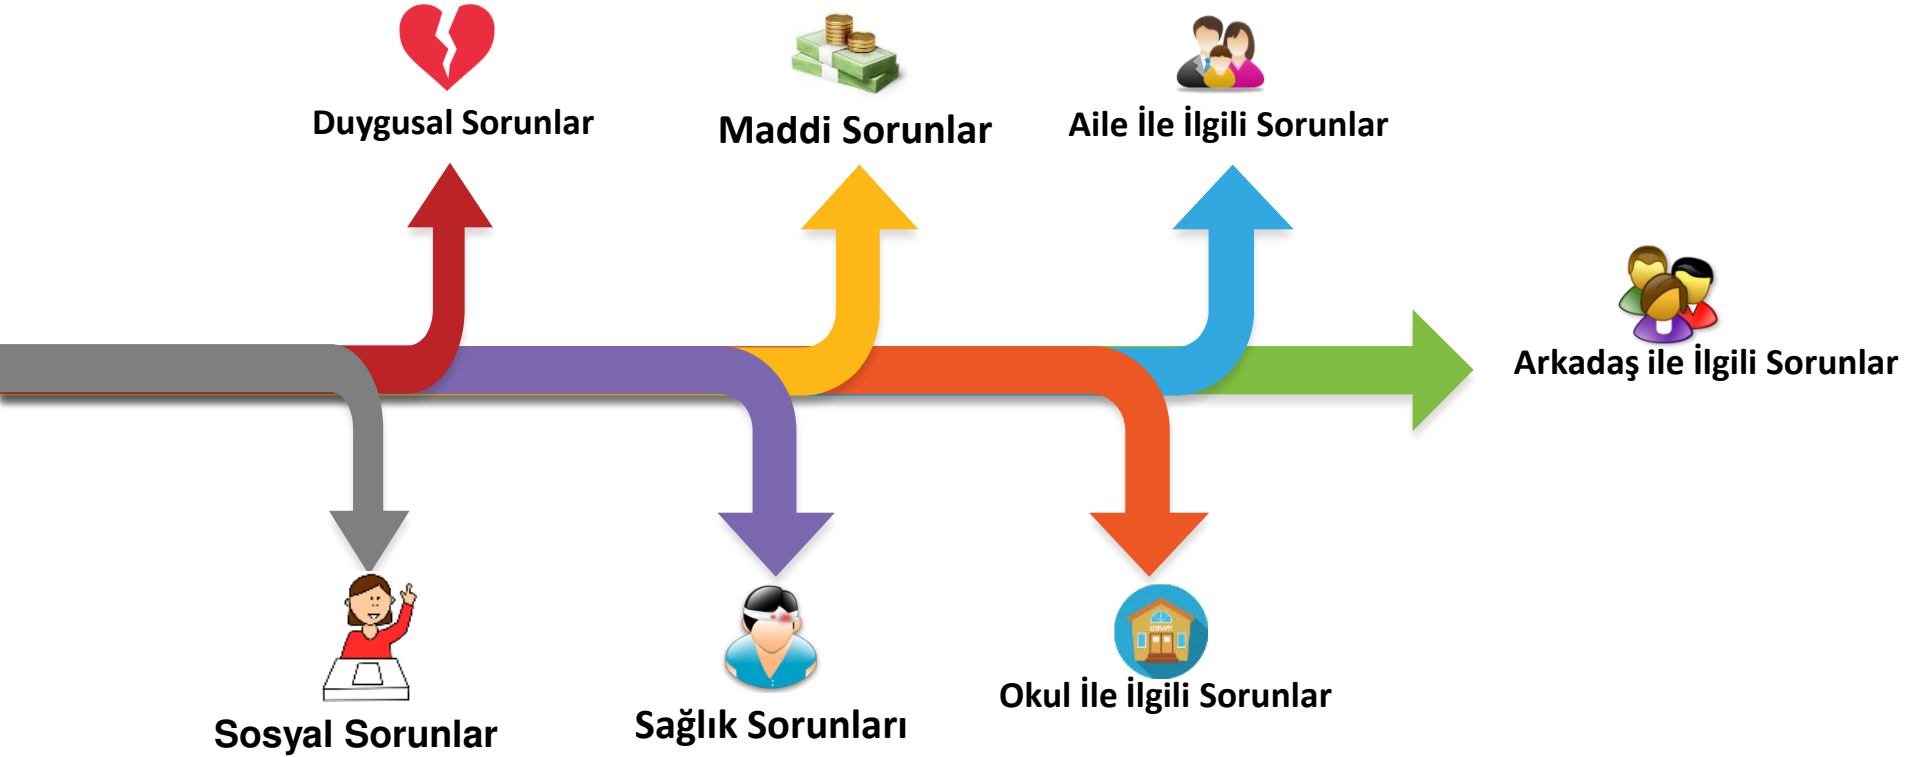 Duygusal Sorunlar
Maddi Sorunlar
Aile İle İlgili Sorunlar
Arkadaş ile İlgili Sorunlar
LIBRARY
Okul İle İlgili Sorunlar
Sağlık Sorunları
Sosyal Sorunlar